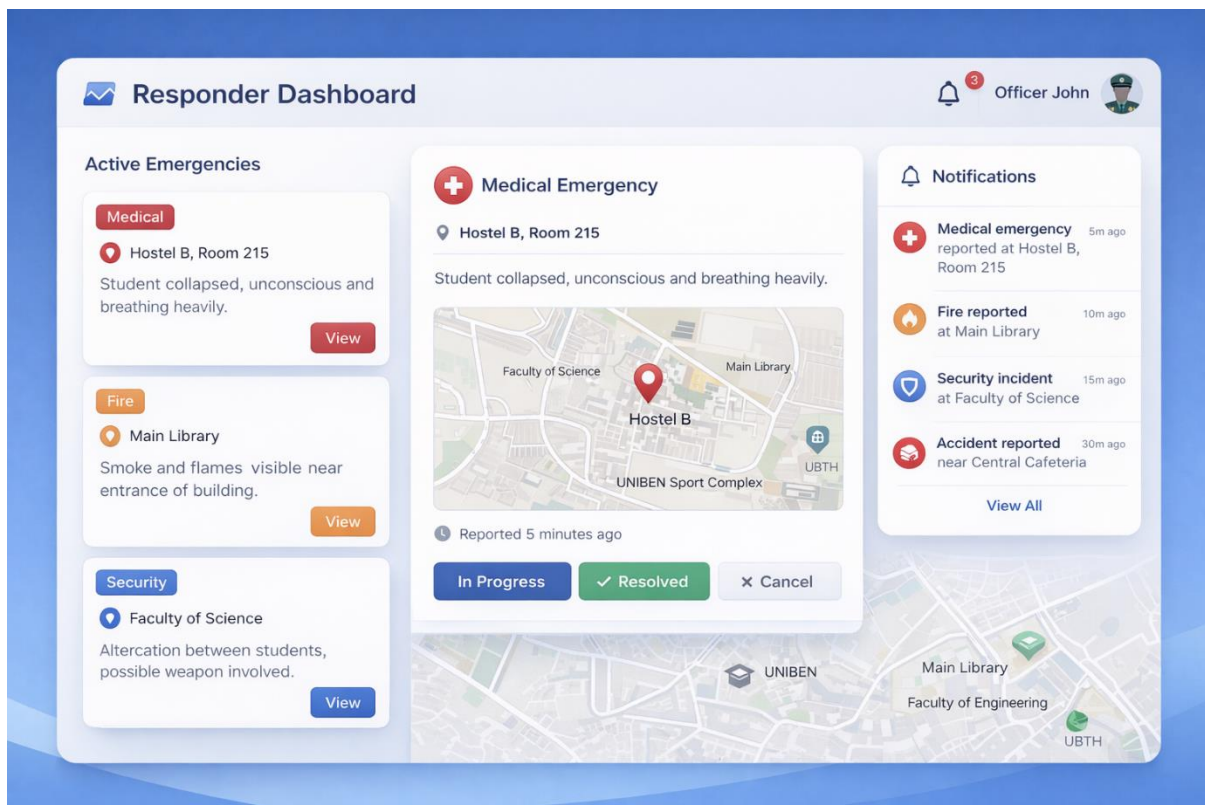 Responder Dashboard
3
Officer John
Active Emergencies
Medical
Hostel B, Room 215
Student collapsed, unconscious and
breathing heavily.
View
Fire
Main Library
Smoke and flames visible near
entrance of building.
View
Security
Faculty of Science
Altercation between students,
possible weapon involved.
View
Medical Emergency
Hostel B, Room 215
Student collapsed, unconscious and breathing heavily.
Faculty of Science
Main Library
Hostel B
UBTH
UNIBEN Sport Complex
Reported 5 minutes ago
In Progress
Resolved
Cancel
Notifications
Medical emergency 5m ago
reported at Hostel B,
Room 215
Fire reported 10m ago
at Main Library
Security incident 15m ago
at Faculty of Science
Accident reported 30m ago
near Central Cafeteria
View All
UNIBEN
Main Library
Faculty of Engineering
UBTH